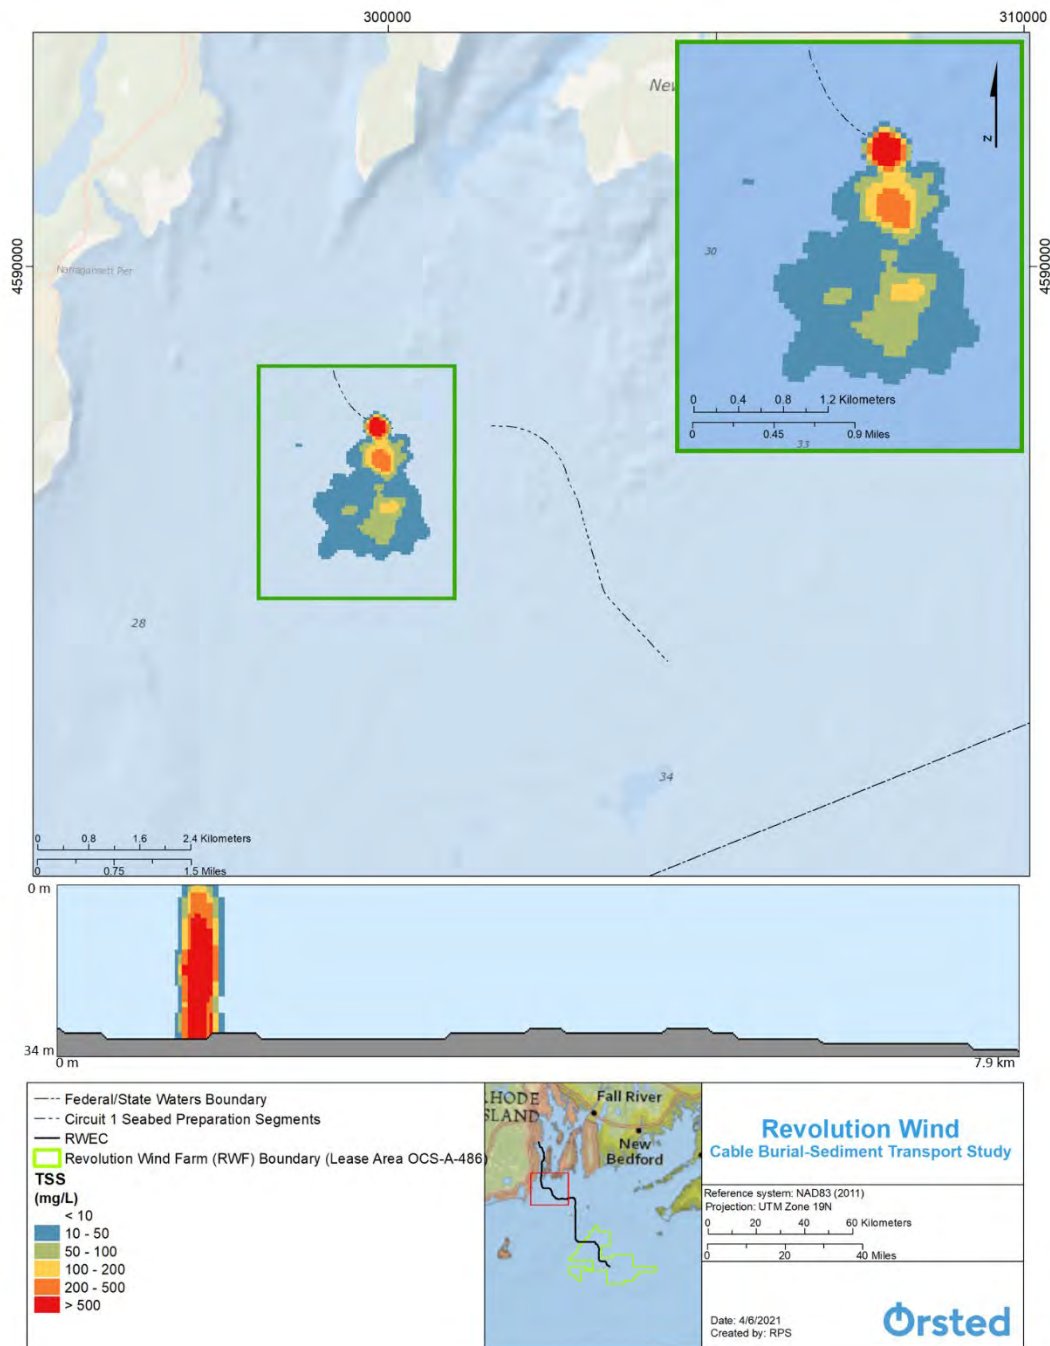 300000
310000
New
N
4590000
4590000
Narragansett Pier
30
0 0.4 0.8 1.2 Kilometers
0 0.45 0.9 Miles
33
28
34
0 0.8 1.6 2.4 Kilometers
0 0.75 1.5 Miles
0 m
34 m
0 m
7.9 km
Federal/State Waters Boundary
Circuit 1 Seabed Preparation Segments
RWEC
Revolution Wind Farm (RWF) Boundary (Lease Area OCS-A-486)
TSS
(mg/L)
< 10
10 - 50
50 - 100
100 - 200
200 - 500
> 500
RHODE
ISLAND
Fall River
New
Bedford
Revolution Wind
Cable Burial-Sediment Transport Study
Reference system: NAD83 (2011)
Projection: UTM Zone 19N
0 20 40 60 Kilometers
0 20 40 Miles
Date: 4/6/2021
Created by: RPS
Ørsted